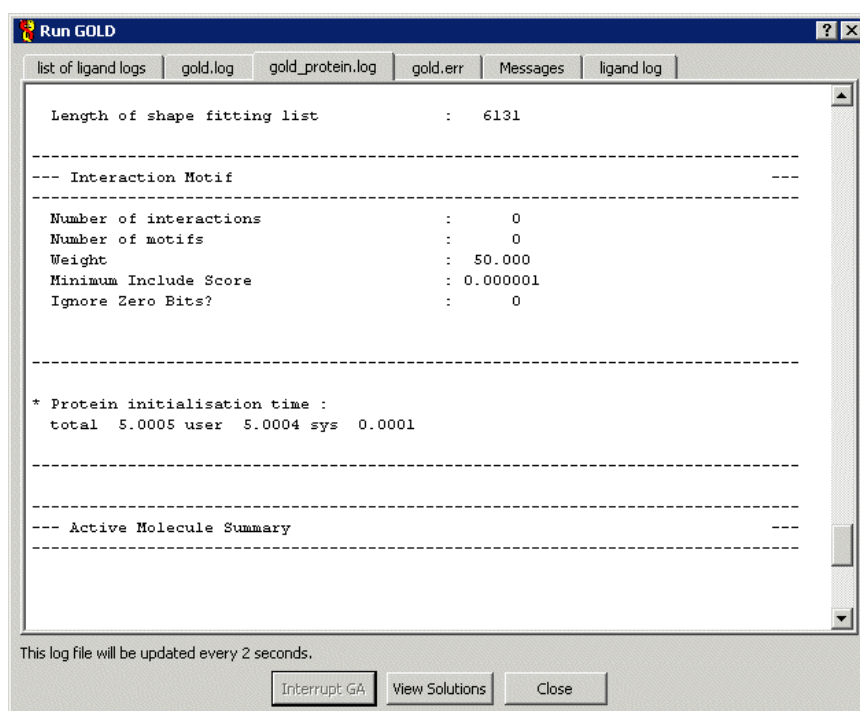 Run GOLD
list of ligand logs gold.log gold_protein.log gold.err Messages ligand log
Length of shape fitting list : 6131
--------------------------------------------------------------------------------
--- Interaction Motif ---
--------------------------------------------------------------------------------
Number of interactions : 0
Number of motifs : 0
Weight : 50.000
Minimum Include Score : 0.000001
Ignore Zero Bits? : 0
--------------------------------------------------------------------------------
* Protein initialisation time :
total 5.0005 user 5.0004 sys 0.0001
--------------------------------------------------------------------------------
--------------------------------------------------------------------------------
--- Active Molecule Summary ---
--------------------------------------------------------------------------------
This log file will be updated every 2 seconds.
Interrupt GA View Solutions Close